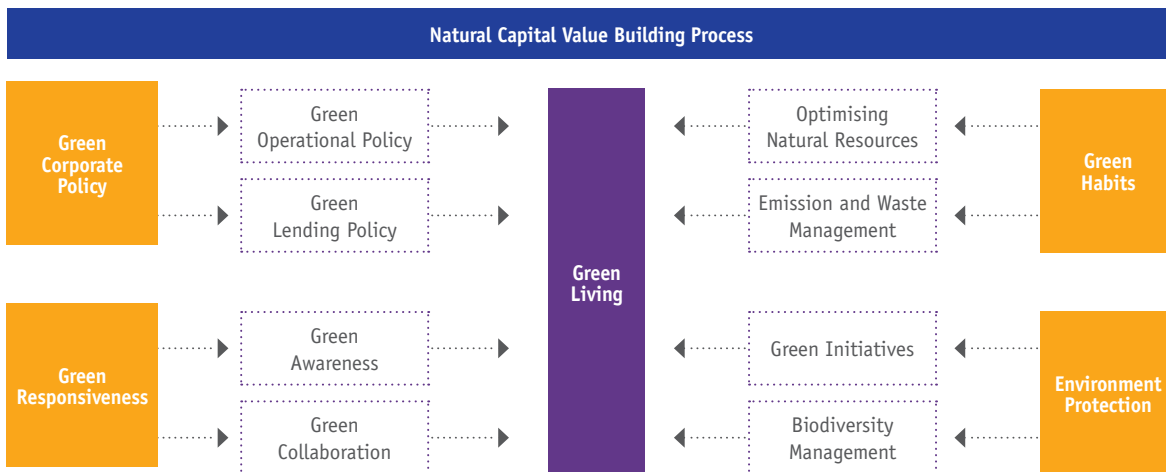 Natural Capital Value Building Process
Green
Corporate
Policy
Green
Operational Policy
Green
Lending Policy
Green
Responsiveness
Green
Awareness
Green
Collaboration
Green
Living
Optimising
Natural Resources
Emission and Waste
Management
Green
Habits
Green Initiatives
Biodiversity
Management
Environment
Protection